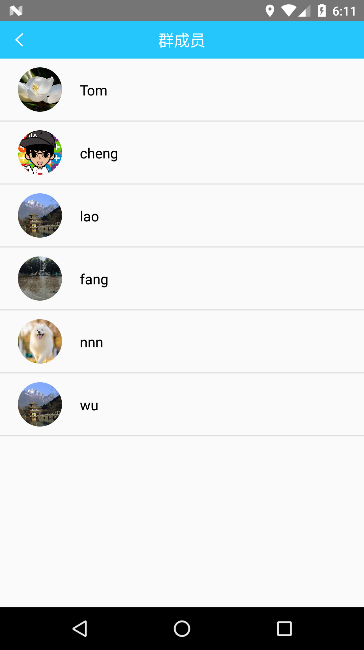 6:11
群成员
Tom
cheng
lao
fang
nnn
wu